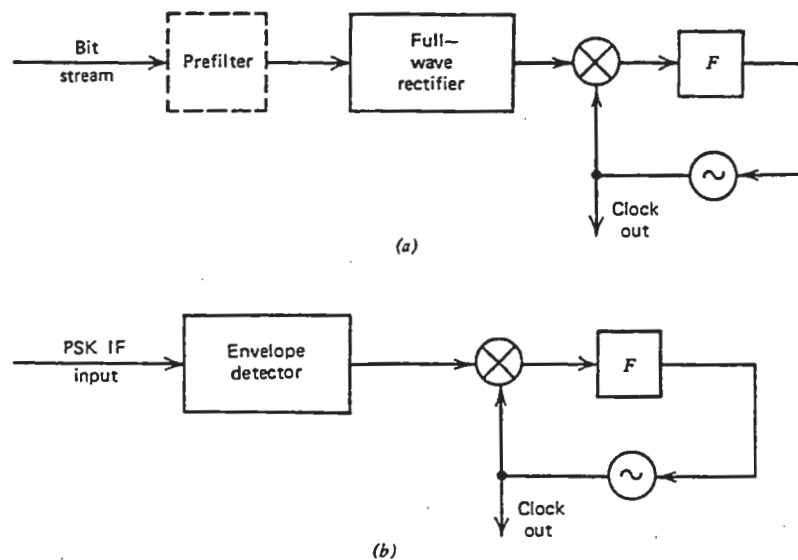 Bit
stream
Prefilter
Full-
wave
rectifier
F
Clock
out
(a)
PSK IF
input
Envelope
detector
F
Clock
out
(b)